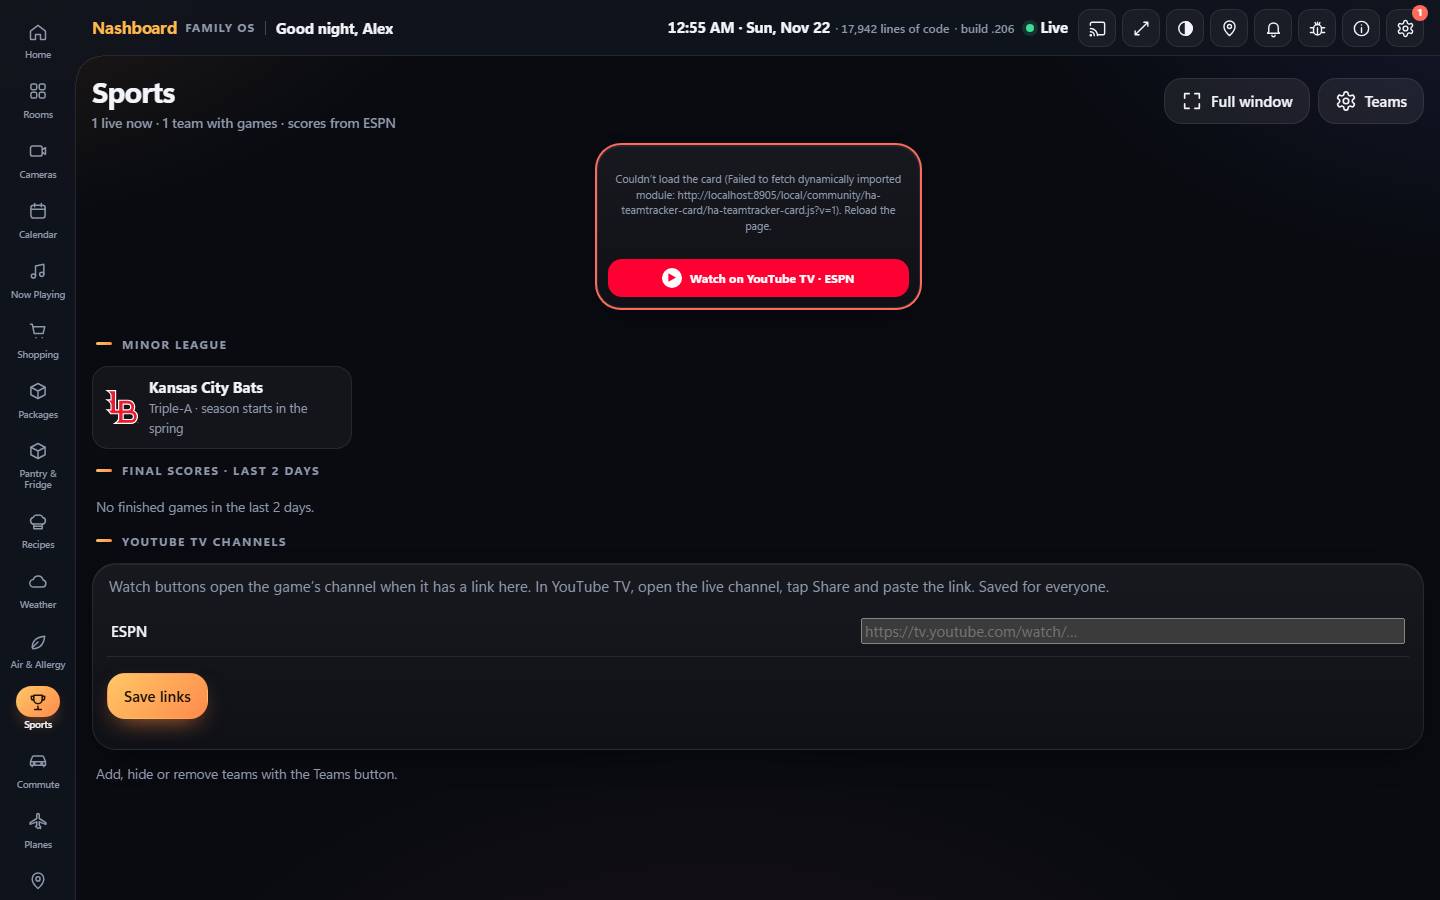 Nashboard FAMILY OS Good night, Alex
12:55 AM · Sun, Nov 22 · 17,942 lines of code · build .206 Live
1
Home
Rooms
Cameras
Calendar
Now Playing
Shopping
Packages
Pantry &
Fridge
Recipes
Weather
Air & Allergy
Sports
Commute
Planes
Sports
1 live now · 1 team with games · scores from ESPN
Full window
Teams
Couldn't load the card (Failed to fetch dynamically imported
module: http://localhost:8905/local/community/ha-
teamtracker-card/ha-teamtracker-card.js?v=1). Reload the
page.
Watch on YouTube TV · ESPN
MINOR LEAGUE
LB
Kansas City Bats
Triple-A · season starts in the
spring
FINAL SCORES · LAST 2 DAYS
No finished games in the last 2 days.
YOUTUBE TV CHANNELS
Watch buttons open the game's channel when it has a link here. In YouTube TV, open the live channel, tap Share and paste the link. Saved for everyone.
ESPN
https://tv.youtube.com/watch/...
Save links
Add, hide or remove teams with the Teams button.